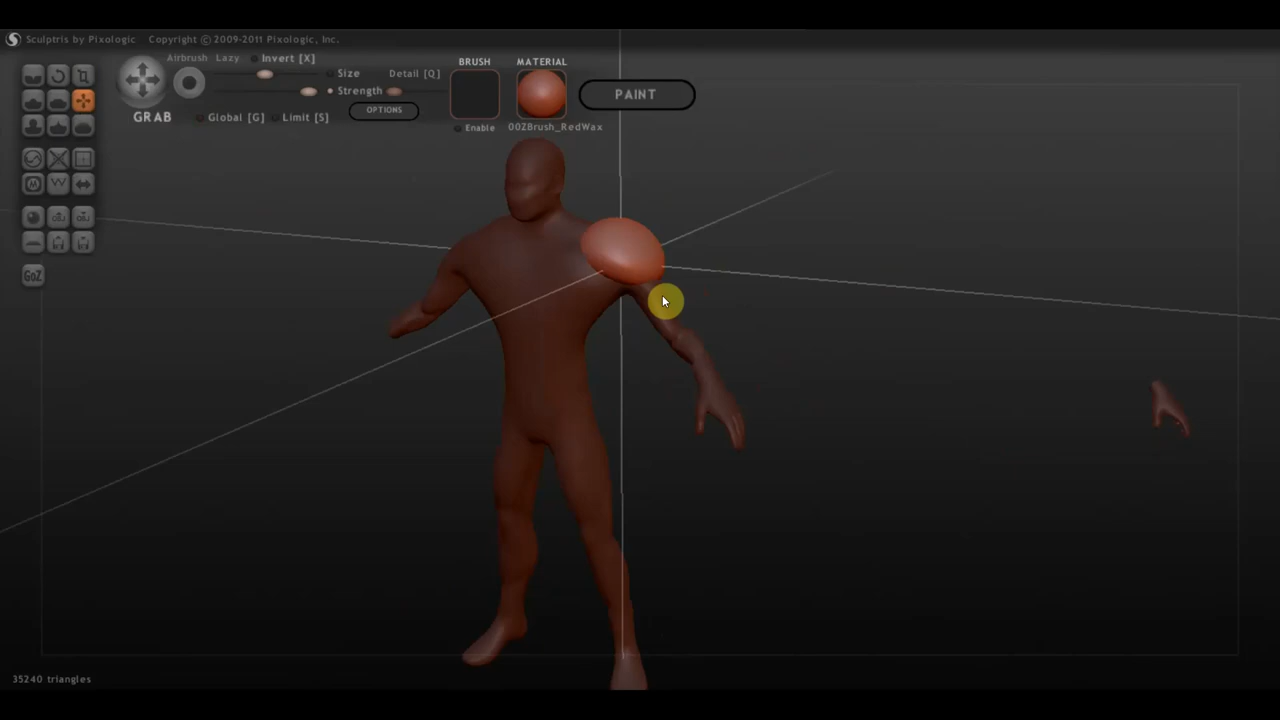 Sculptris by Pixologic Copyright © 2009-2011 Pixologic, Inc.
Airbrush Lazy Invert [X]
Size Detail [Q]
Strength
GRAB
Global [G] Limit [S]
OPTIONS
BRUSH
Enable
MATERIAL
00ZBrush_RedWax
PAINT
GoZ
35240 triangles